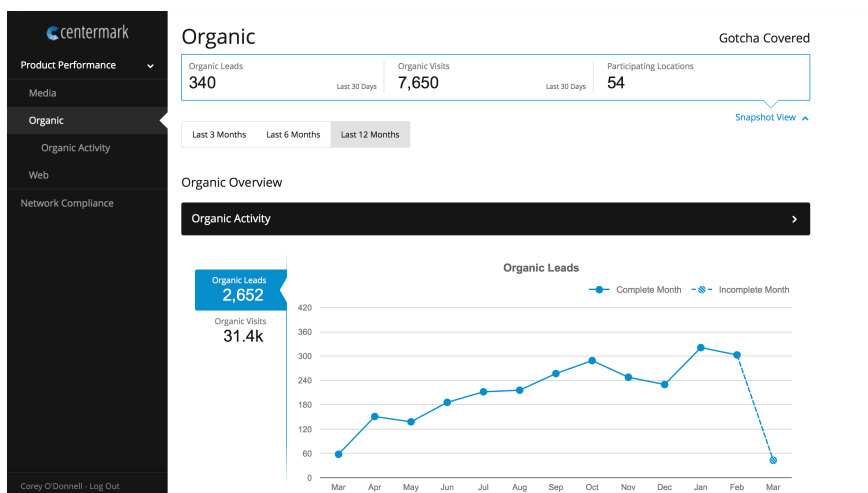 centermark
Product Performance
Media
Organic
Organic Activity
Web
Network Compliance
Corey O'Donnell - Log Out
Organic
Gotcha Covered
Organic Leads
340
Last 30 Days
Organic Visits
7,650
Last 30 Days
Participating Locations
54
Snapshot View
Last 3 Months
Last 6 Months
Last 12 Months
Organic Overview
Organic Activity
Organic Leads
2,652
Organic Visits
31.4k
Organic Leads
Complete Month
Incomplete Month
420
360
300
240
180
120
60
0
Mar Apr May Jun Jul Aug Sep Oct Nov Dec Jan Feb Mar